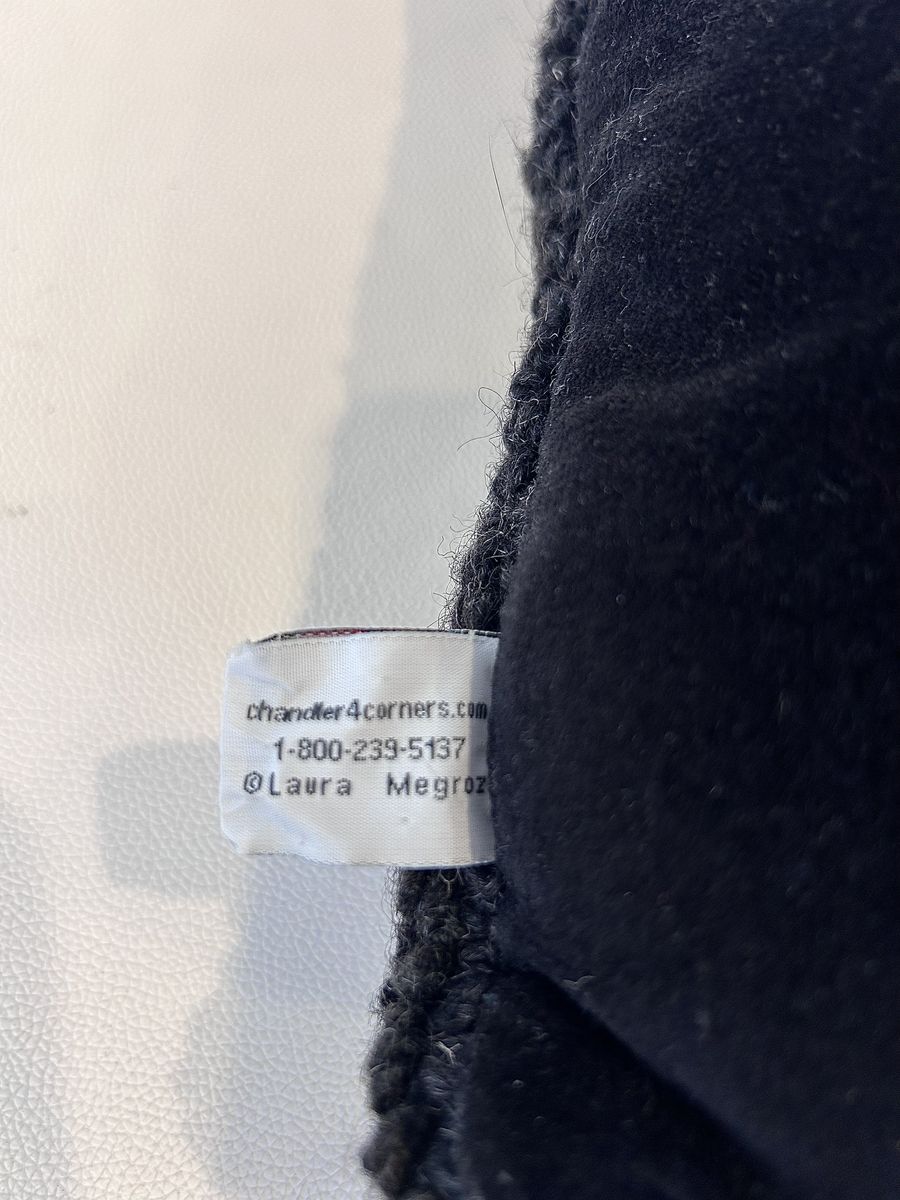 chandler4corners.com
1-800-239-5137
©Laura Megroz